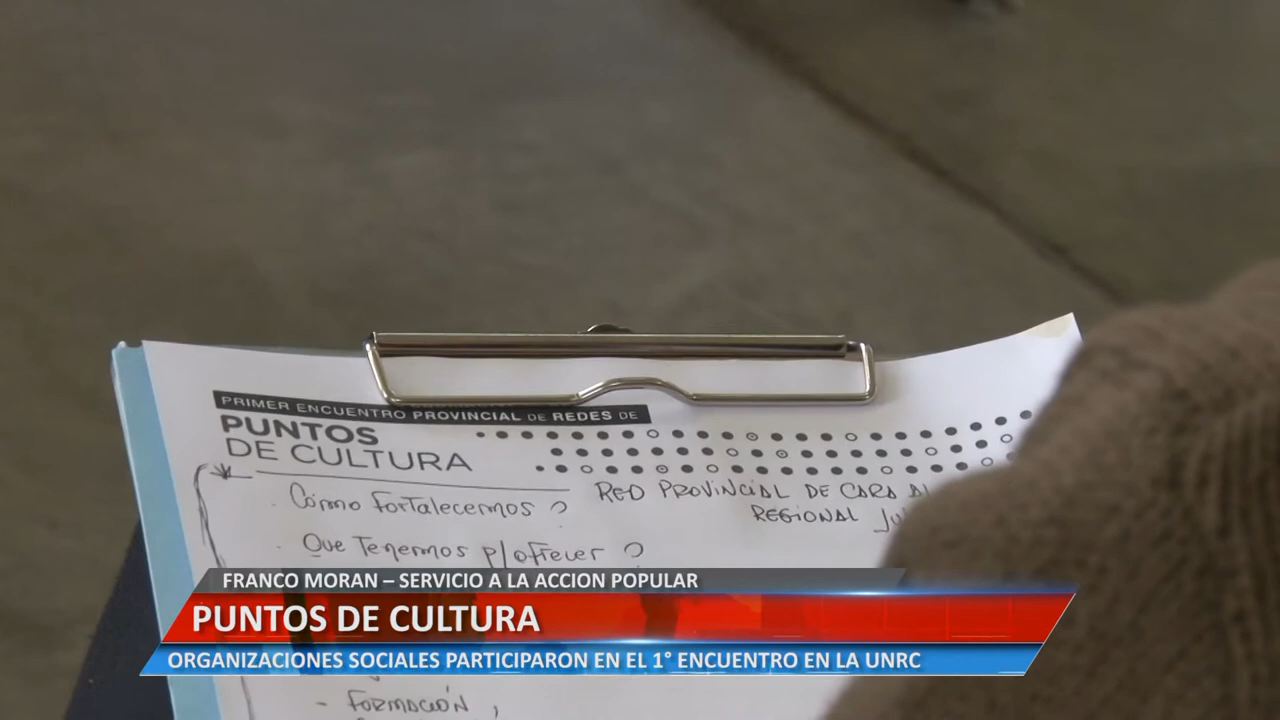 PRIMER ENCUENTRO PROVINCIAL DE REDES DE
PUNTOS
DE CULTURA
Cómo fortalecemos ?
RED PROVINCIAL DE CARA AL
REGIONAL
Que Tenemos p/ofrecer ?
FRANCO MORAN – SERVICIO A LA ACCION POPULAR
PUNTOS DE CULTURA
ORGANIZACIONES SOCIALES PARTICIPARON EN EL 1° ENCUENTRO EN LA UNRC
- FORMACIÓN,